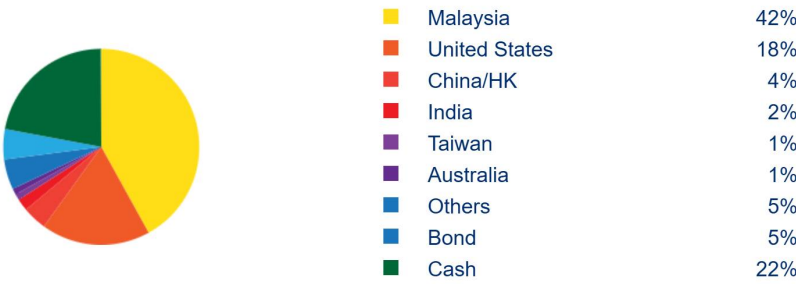 Malaysia 42%
United States 18%
China/HK 4%
India 2%
Taiwan 1%
Australia 1%
Others 5%
Bond 5%
Cash 22%